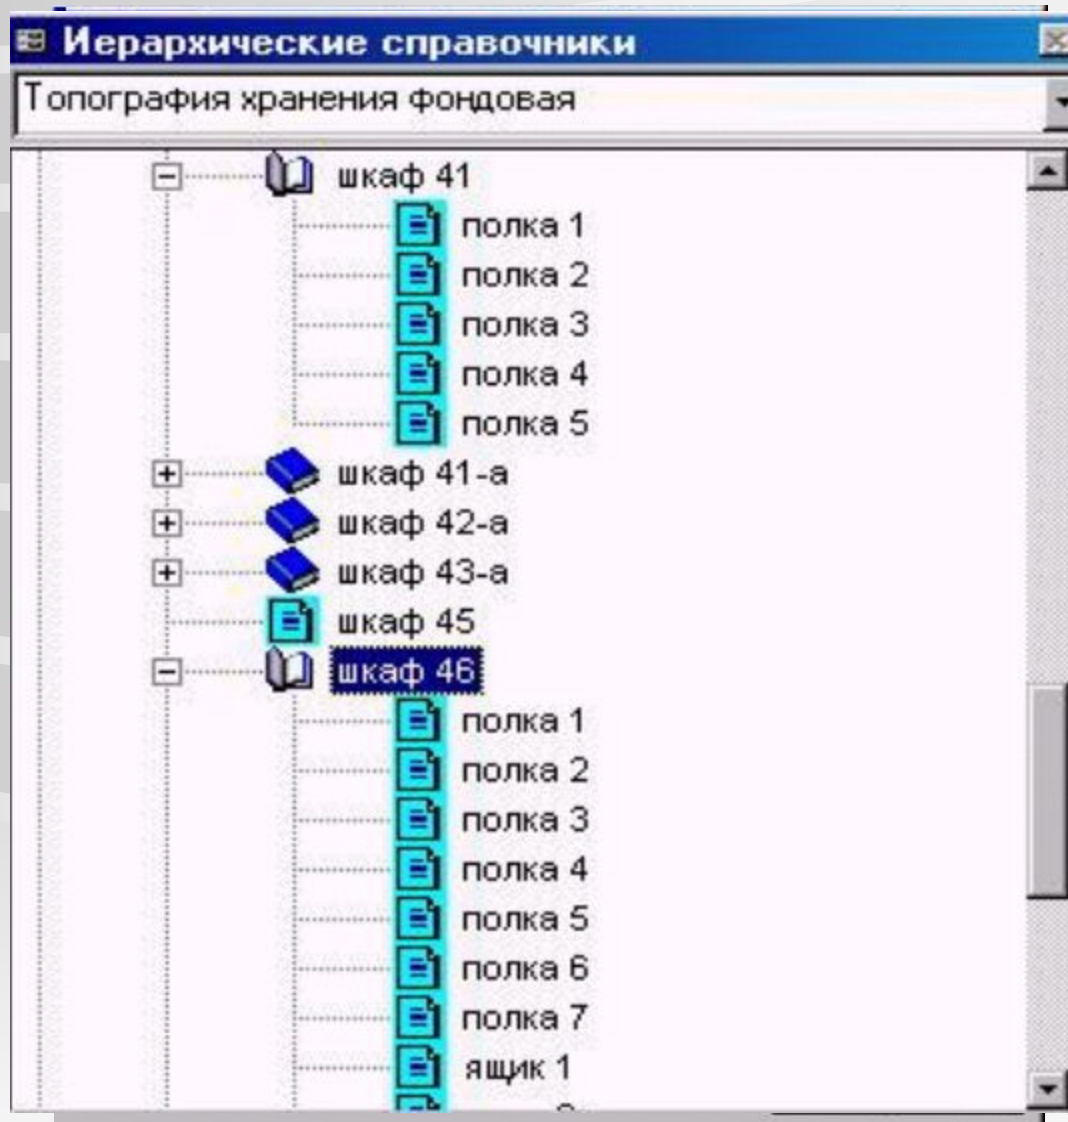 Иерархические справочники
Топография хранения фондовая
шкаф 41
полка 1
полка 2
полка 3
полка 4
полка 5
шкаф 41-а
шкаф 42-а
шкаф 43-а
шкаф 45
шкаф 46
полка 1
полка 2
полка 3
полка 4
полка 5
полка 6
полка 7
ящик 1